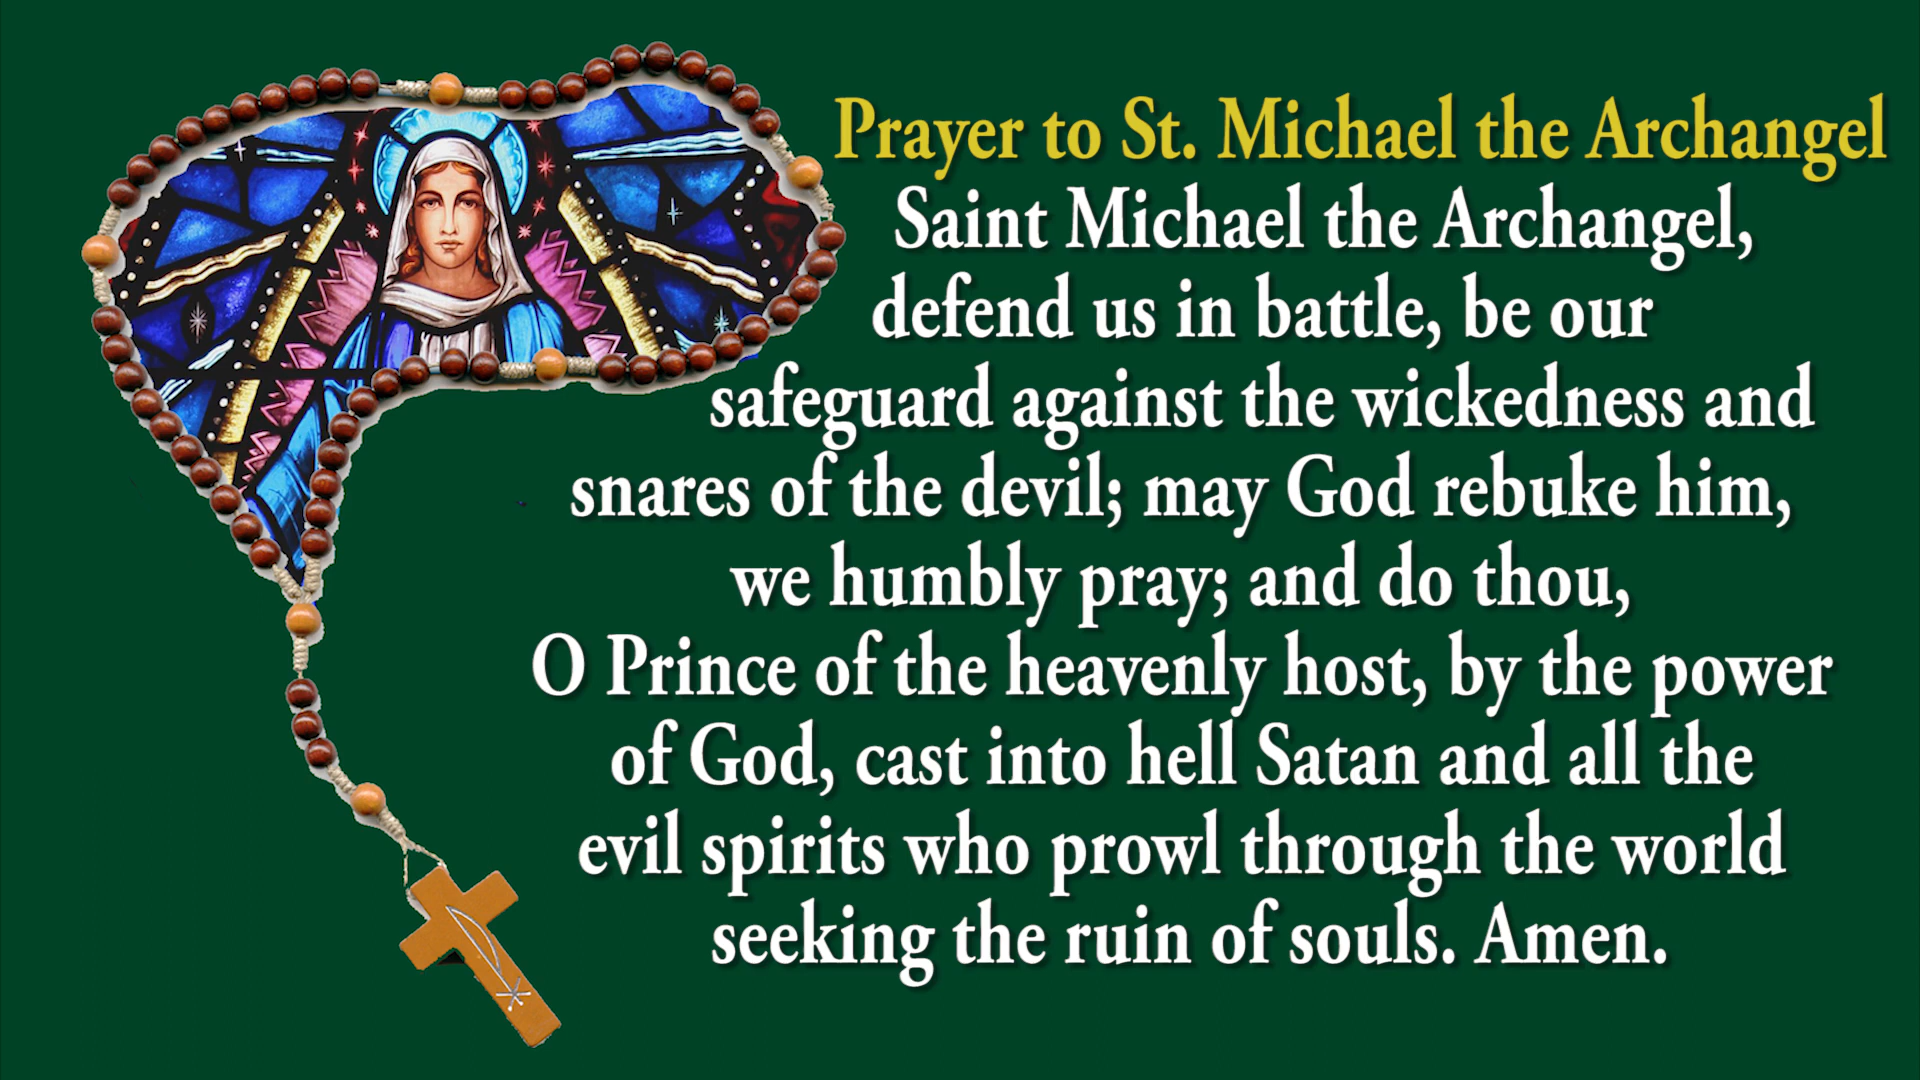 Prayer to St. Michael the Archangel
Saint Michael the Archangel,
defend us in battle, be our
safeguard against the wickedness and
snares of the devil; may God rebuke him,
we humbly pray; and do thou,
O Prince of the heavenly host, by the power
of God, cast into hell Satan and all the
evil spirits who prowl through the world
seeking the ruin of souls. Amen.